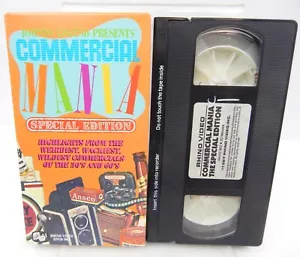 PRESENTS
COMMERCIAL
MANIA
SPECIAL EDITION
HIGHLIGHTS FROM THE
WEIRDEST, WACKIEST,
WILDEST COMMERCIALS
OF THE 50'S AND 60'S
ANSCO
Do not touch the tape inside
RHINO VIDEO
COMMERCIAL MANIA
THE SPECIAL EDITION
Insert this side into recorder